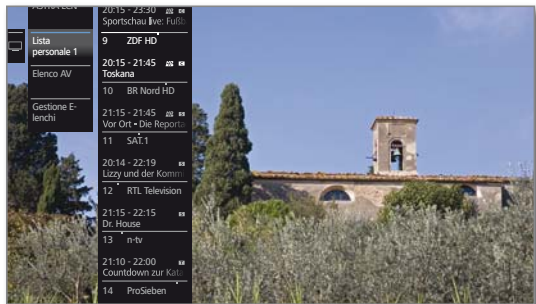 Lista
personale 1
Elenco AV
Gestione E-
lenchi
20:15 - 23:30
Sportschau live: Fußb
9 ZDF HD
20:15 - 21:45
Toskana
10 BR Nord HD
21:15 - 21:45
Vor Ort - Die Reporta
11 SAT.1
20:14 - 22:19
Lizzy und der Kommi
12 RTL Television
21:15 - 22:15
Dr. House
13 n-tv
21:10 - 22:00
Countdown zur Kata
14 ProSieben